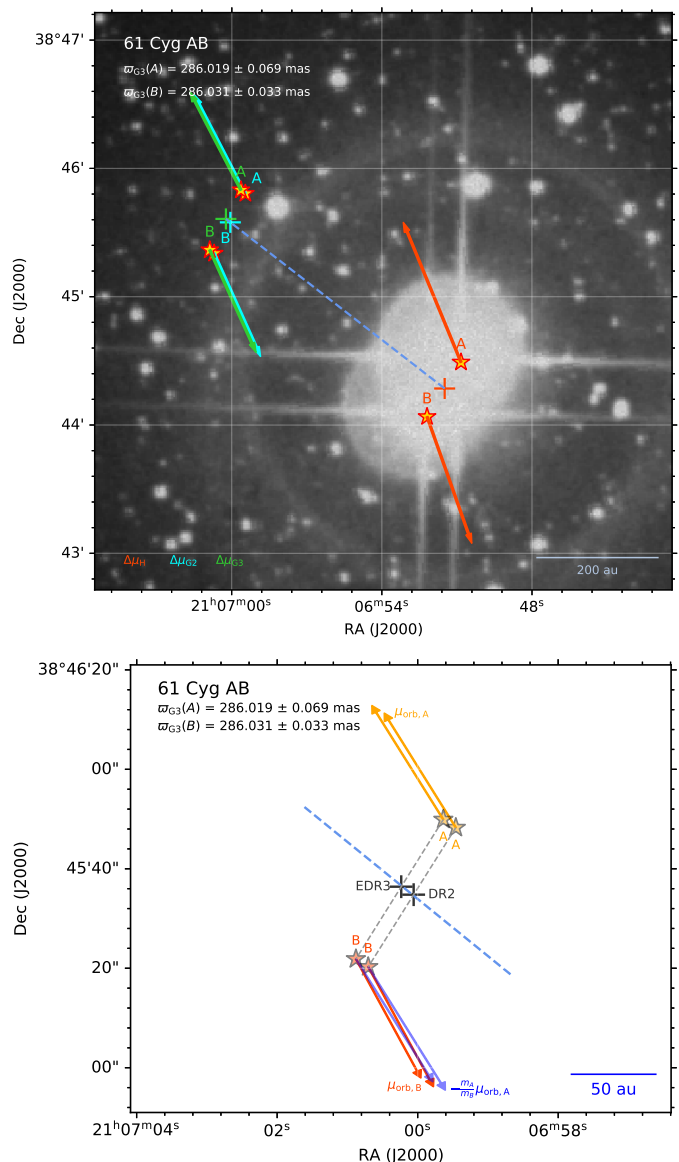 38°47'
61 Cyg AB
ϖG3(A) = 286.019 ± 0.069 mas
ϖG3(B) = 286.031 ± 0.033 mas
46'
A
A
B
B
45'
A
B
44'
43'
ΔμH ΔμG2 ΔμG3
200 au
Dec (J2000)
21h07m00s 06m54s 48s
RA (J2000)
38°46'20"
61 Cyg AB
ϖG3(A) = 286.019 ± 0.069 mas
ϖG3(B) = 286.031 ± 0.033 mas
μorb, A
00"
A
A
45'40"
EDR3
DR2
B B
20"
00"
μorb, B
−mA/mB μorb, A
50 au
Dec (J2000)
21h07m04s 02s 00s 06m58s
RA (J2000)